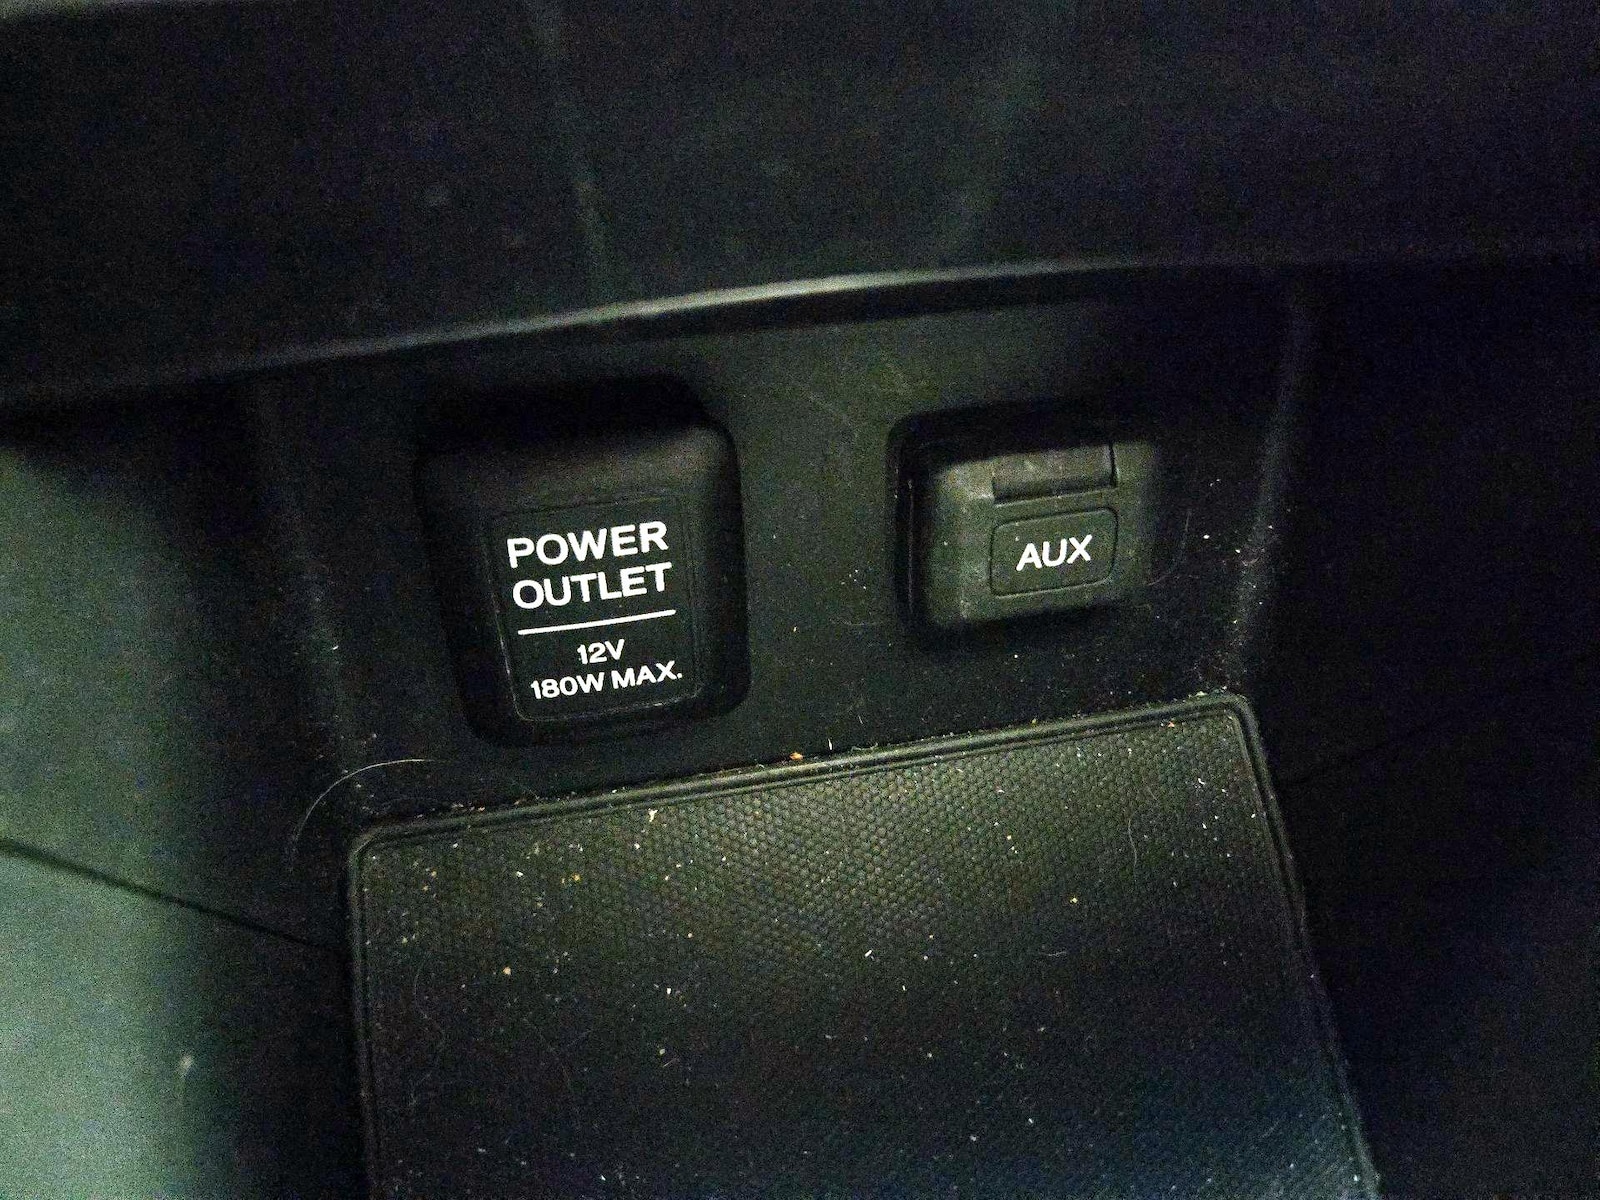 POWER
OUTLET
12V
180W MAX.
AUX